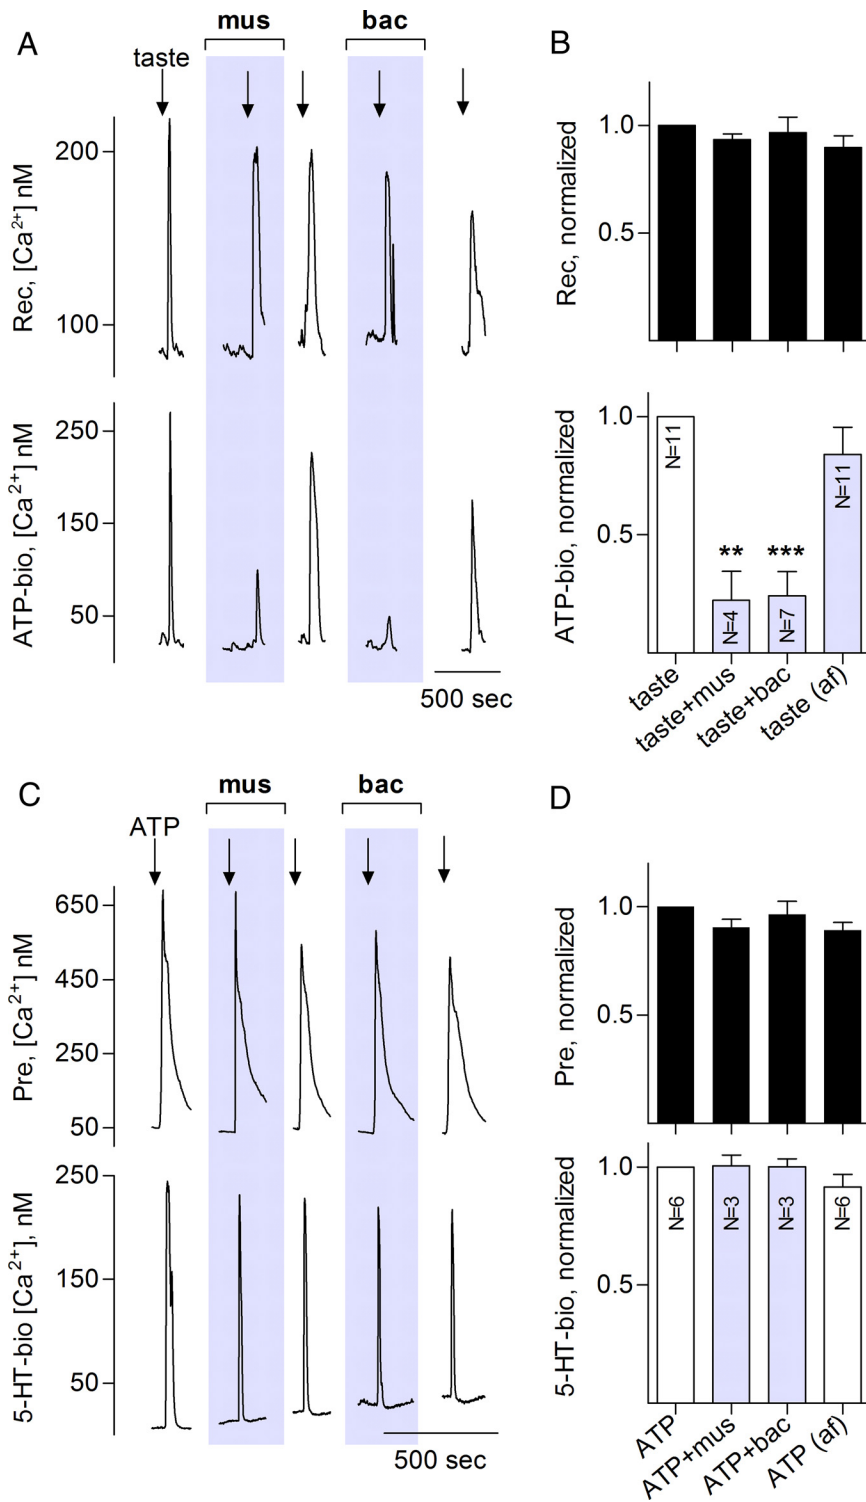 A
mus
bac
taste
Rec, [Ca²⁺] nM
200
100
ATP-bio, [Ca²⁺] nM
250
150
50
500 sec
B
Rec, normalized
1.0
0.5
ATP-bio, normalized
1.0
0.5
N=11
**
N=4
***
N=7
N=11
taste
taste+mus
taste+bac
taste (af)
C
mus
bac
ATP
Pre, [Ca²⁺] nM
650
450
250
50
5-HT-bio [Ca²⁺], nM
250
150
50
500 sec
D
Pre, normalized
1.0
0.5
5-HT-bio, normalized
1.0
0.5
N=6
N=3
N=3
N=6
ATP
ATP+mus
ATP+bac
ATP (af)